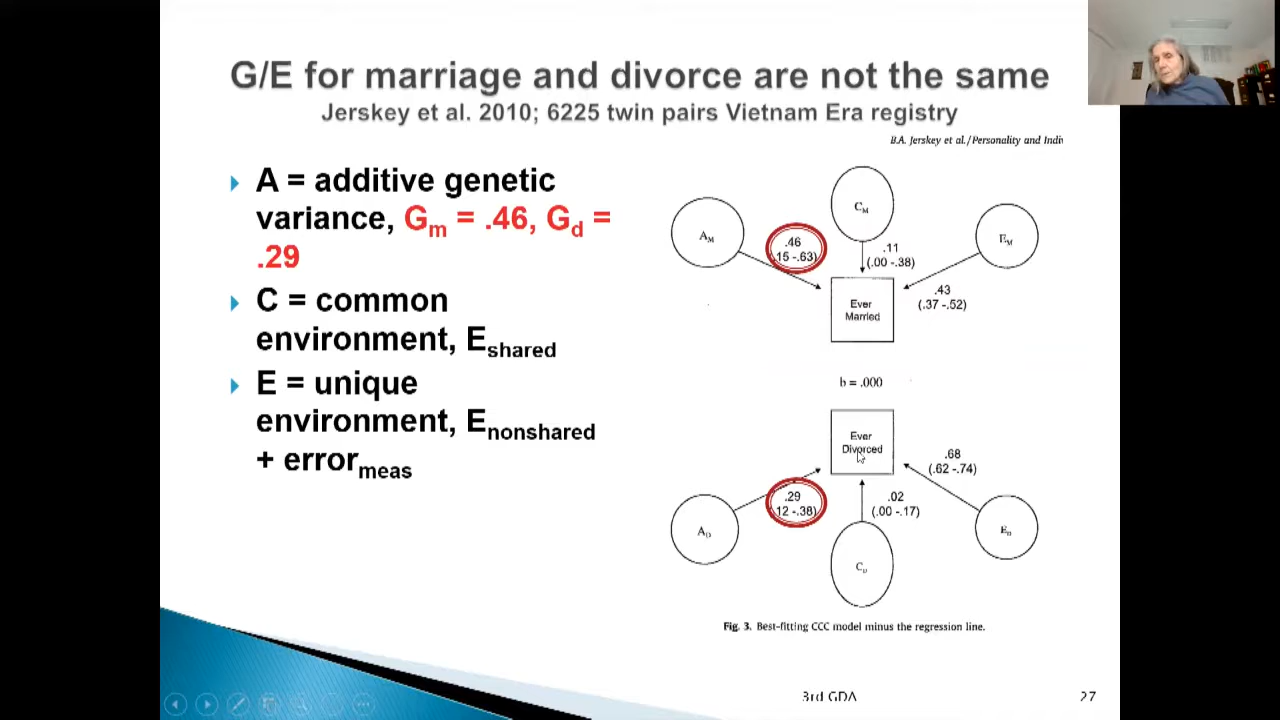 G/E for marriage and divorce are not the same
Jerskey et al. 2010; 6225 twin pairs Vietnam Era registry
B.A. Jerskey et al./Personality and Indiv
A = additive genetic
variance, Gm = .46, Gd =
.29
C = common
environment, Eshared
E = unique
environment, Enonshared
+ errormeas
AM
CM
EM
.46
.15 -.63)
.11
(.00 -.38)
.43
(.37 -.52)
Ever
Married
b = .000
Ever
Divorced
.29
.12 -.38)
.02
(.00 -.17)
.68
(.62 -.74)
AD
CD
ED
Fig. 3. Best-fitting CCC model minus the regression line.
3rd GDA
27